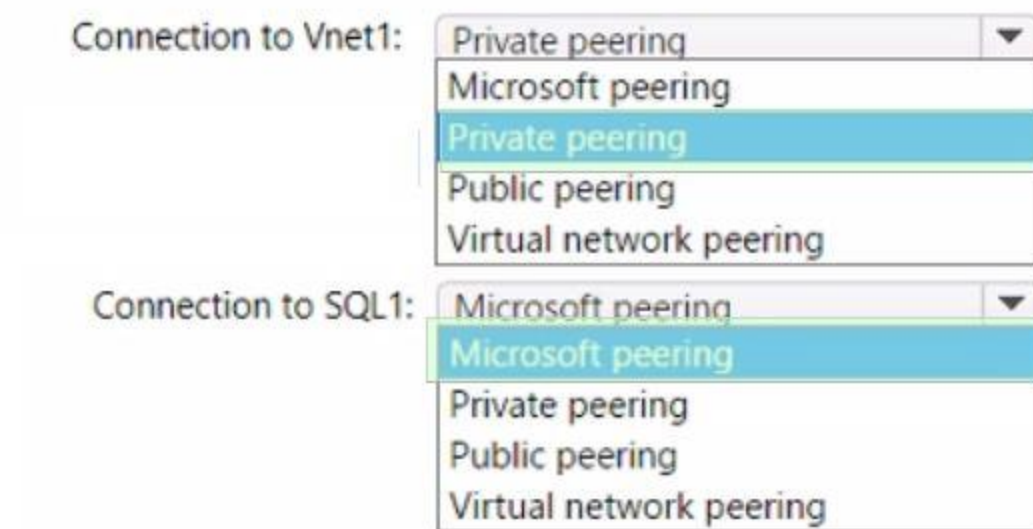 Connection to Vnet1: Private peering
Microsoft peering
Private peering
Public peering
Virtual network peering
Connection to SQL1: Microsoft peering
Microsoft peering
Private peering
Public peering
Virtual network peering